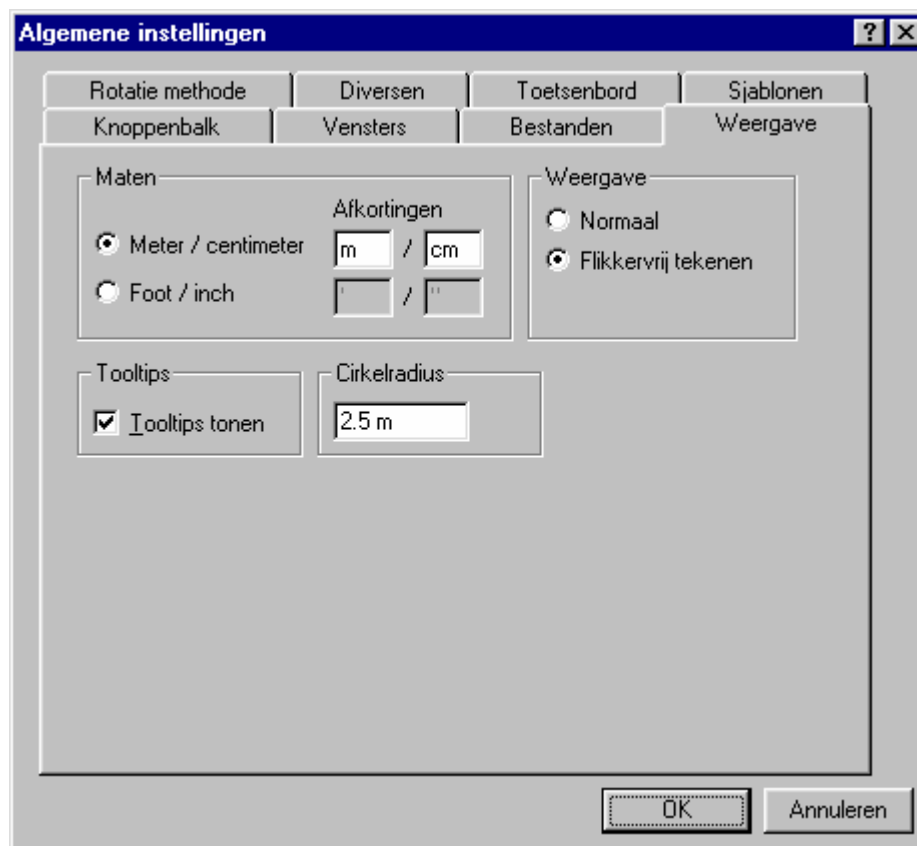 Algemene instellingen
Rotatie methode Diversen Toetsenbord Sjablonen
Knoppenbalk Vensters Bestanden Weergave
Maten
Afkortingen
Meter / centimeter m / cm
Foot / inch ' / "
Weergave
Normaal
Flikkervrij tekenen
Tooltips
Tooltips tonen
Cirkelradius
2.5 m
OK Annuleren